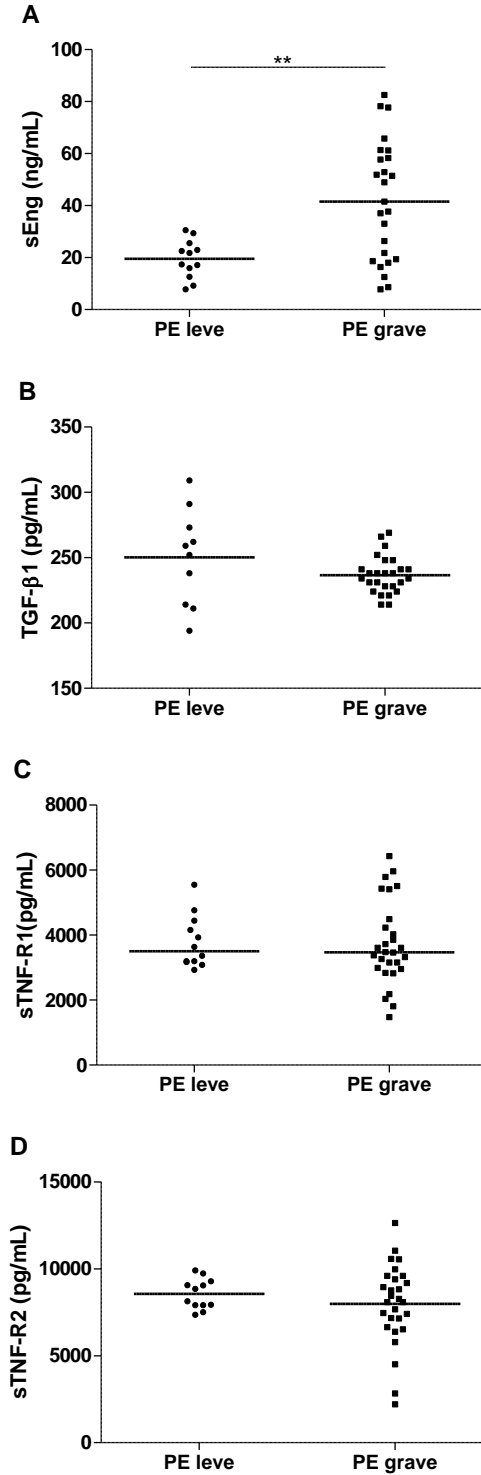 A
sEng (ng/mL)
100
80
60
40
20
0
**
PE leve PE grave
B
TGF-β1 (pg/mL)
350
300
250
200
150
PE leve PE grave
C
sTNF-R1(pg/mL)
8000
6000
4000
2000
0
PE leve PE grave
D
sTNF-R2 (pg/mL)
15000
10000
5000
0
PE leve PE grave